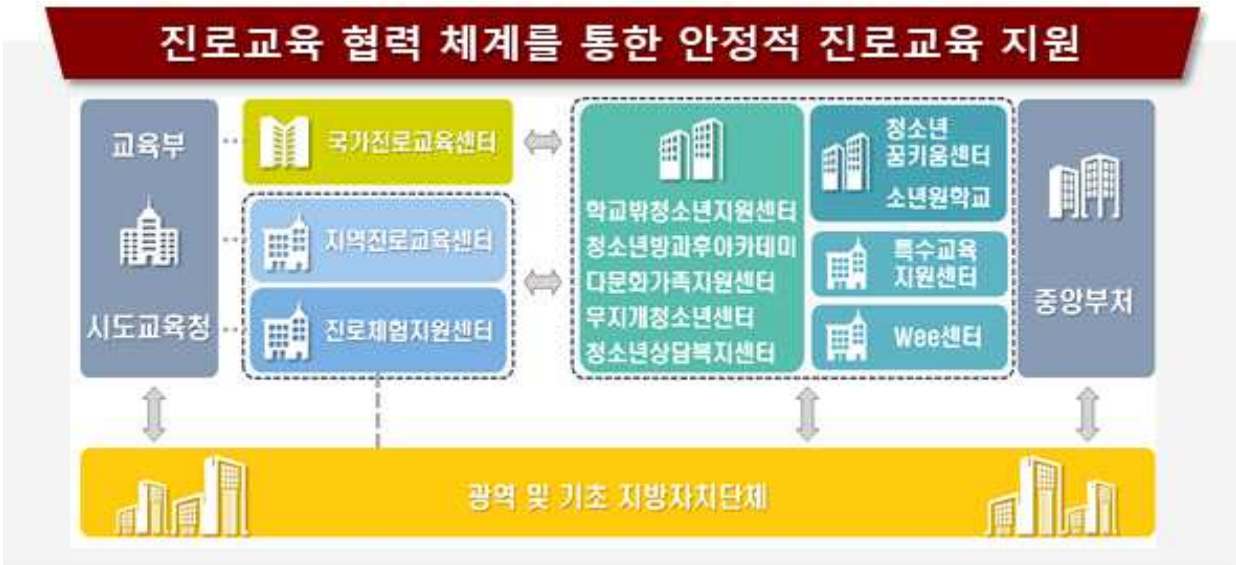 진로교육 협력 체계를 통한 안정적 진로교육 지원
교육부
시도교육청
국가진로교육센터
지역진로교육센터
진로체험지원센터
학교밖청소년지원센터
청소년방과후아카데미
다문화가족지원센터
무지개청소년센터
청소년상담복지센터
청소년
꿈키움센터
소년원학교
특수교육
지원센터
Wee센터
중앙부처
광역 및 기초 지방자치단체